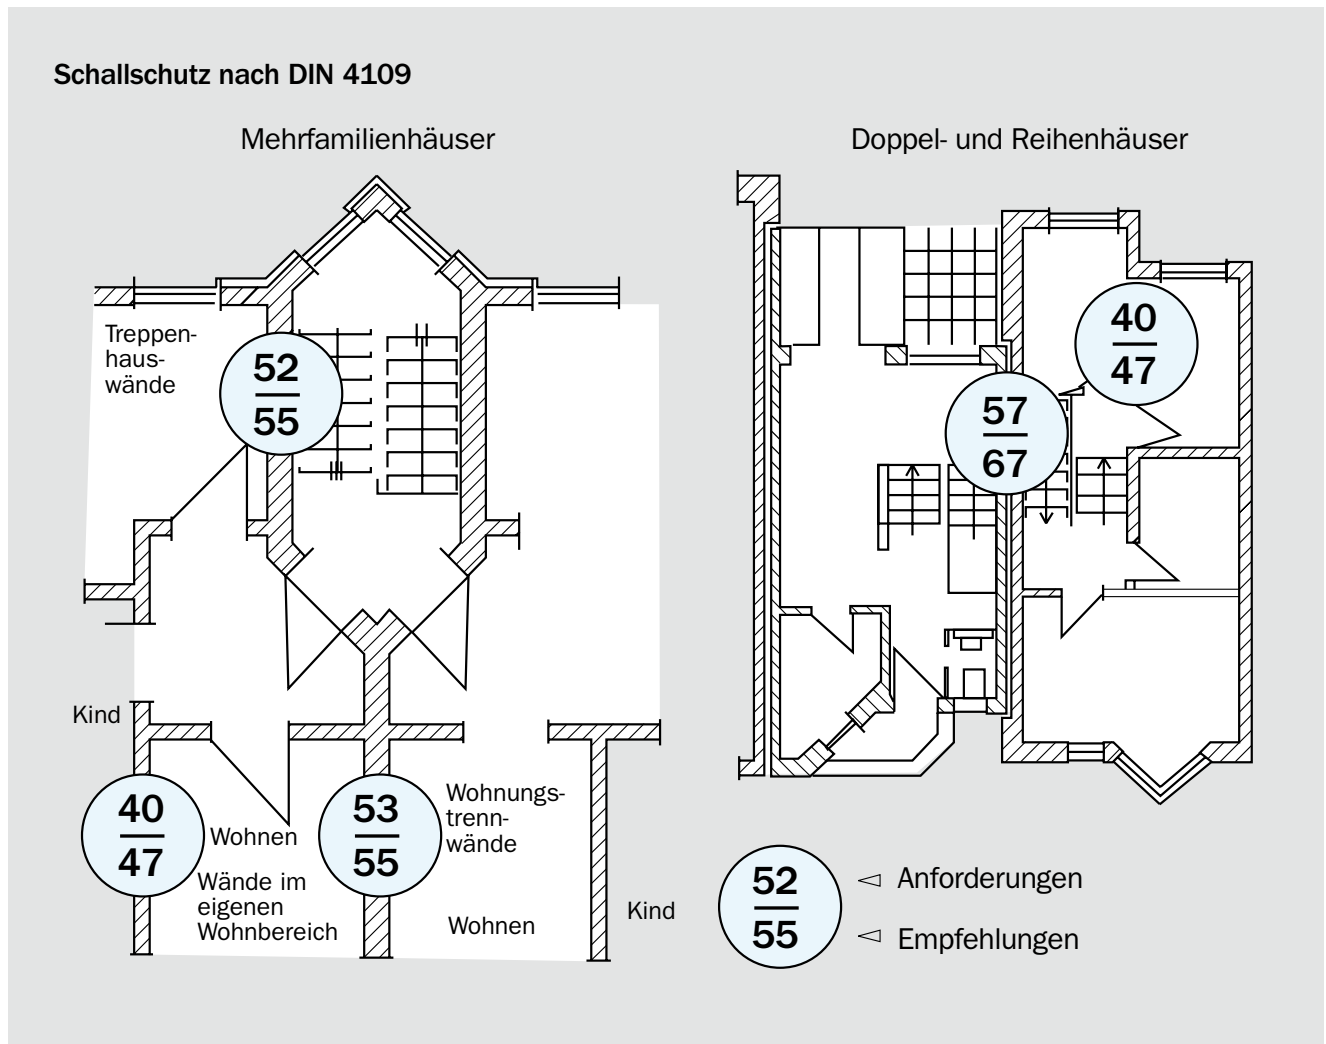 Schallschutz nach DIN 4109
Mehrfamilienhäuser
Treppen-
haus-
wände
52
55
Kind
40
47
Wohnen
Wände im
eigenen
Wohnbereich
53
55
Wohnungs-
trenn-
wände
Wohnen
Kind
Doppel- und Reihenhäuser
40
47
57
67
52
55
Anforderungen
Empfehlungen